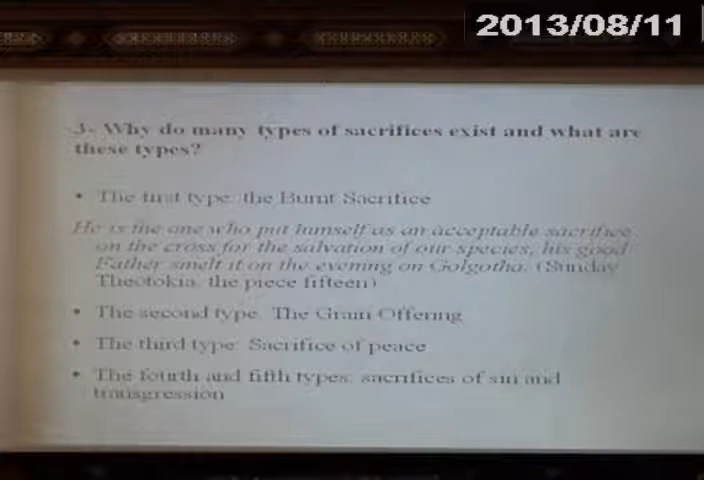 2013/08/11
3- Why do many types of sacrifices exist and what are
these types?
• The first type: the Burnt Sacrifice
He is the one who put himself as an acceptable sacrifice
on the cross for the salvation of our species, his good
Father smelt it on the evening on Golgotha. (Sunday
Theotokia, the piece fifteen)
• The second type: The Grain Offering
• The third type: Sacrifice of peace
• The fourth and fifth types: sacrifices of sin and
transgression